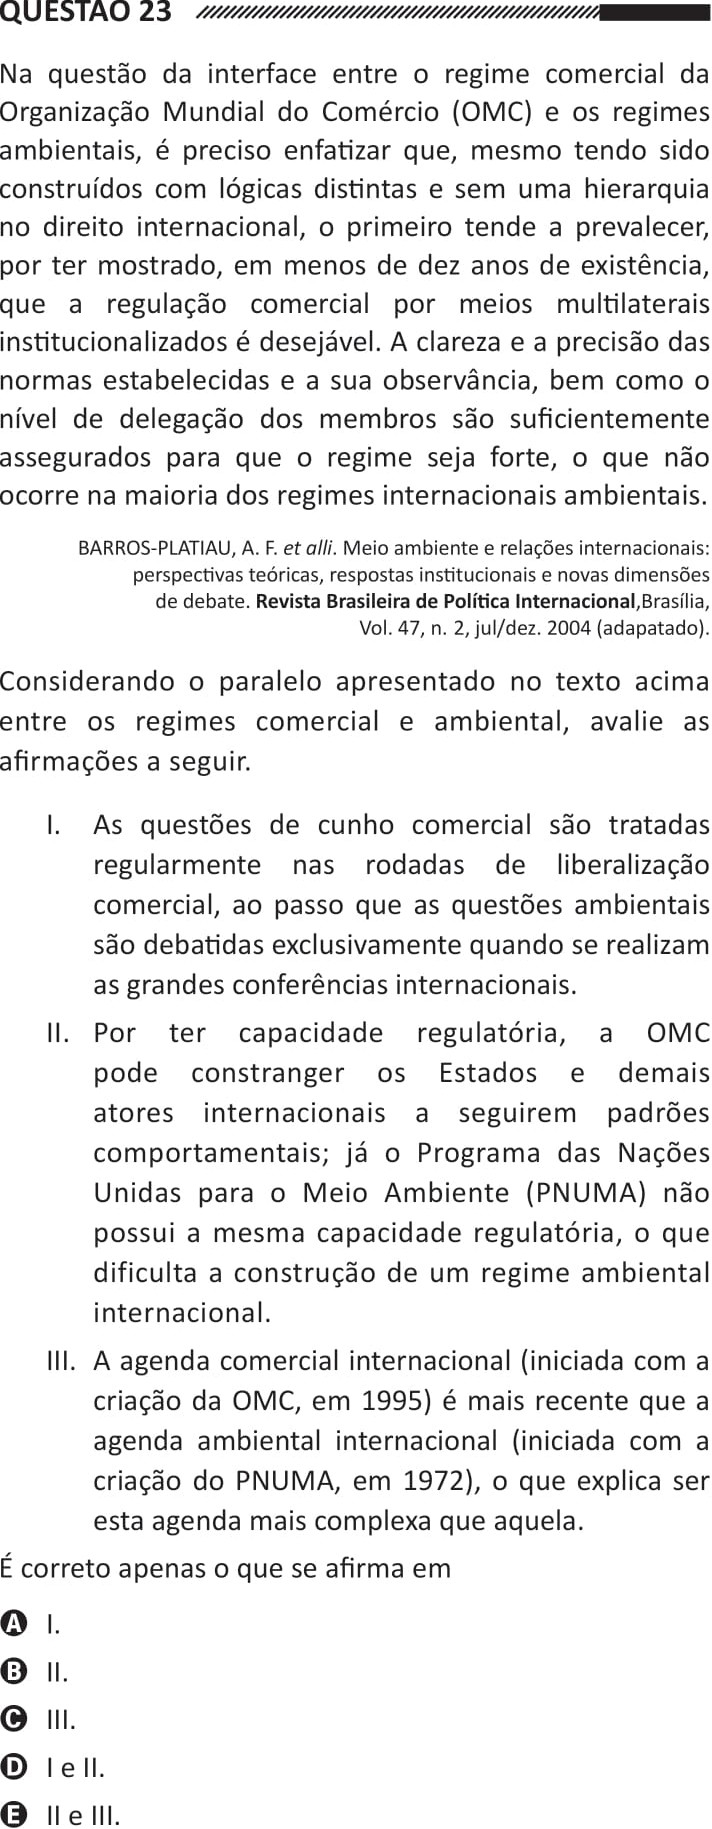 QUESTÃO 23
Na questão da interface entre o regime comercial da
Organização Mundial do Comércio (OMC) e os regimes
ambientais, é preciso enfatizar que, mesmo tendo sido
construídos com lógicas distintas e sem uma hierarquia
no direito internacional, o primeiro tende a prevalecer,
por ter mostrado, em menos de dez anos de existência,
que a regulação comercial por meios multilaterais
institucionalizados é desejável. A clareza e a precisão das
normas estabelecidas e a sua observância, bem como o
nível de delegação dos membros são suficientemente
assegurados para que o regime seja forte, o que não
ocorre na maioria dos regimes internacionais ambientais.
BARROS-PLATIAU, A. F. et alli. Meio ambiente e relações internacionais:
perspectivas teóricas, respostas institucionais e novas dimensões
de debate. Revista Brasileira de Política Internacional,Brasília,
Vol. 47, n. 2, jul/dez. 2004 (adapatado).
Considerando o paralelo apresentado no texto acima
entre os regimes comercial e ambiental, avalie as
afirmações a seguir.
I. As questões de cunho comercial são tratadas
regularmente nas rodadas de liberalização
comercial, ao passo que as questões ambientais
são debatidas exclusivamente quando se realizam
as grandes conferências internacionais.
II. Por ter capacidade regulatória, a OMC
pode constranger os Estados e demais
atores internacionais a seguirem padrões
comportamentais; já o Programa das Nações
Unidas para o Meio Ambiente (PNUMA) não
possui a mesma capacidade regulatória, o que
dificulta a construção de um regime ambiental
internacional.
III. A agenda comercial internacional (iniciada com a
criação da OMC, em 1995) é mais recente que a
agenda ambiental internacional (iniciada com a
criação do PNUMA, em 1972), o que explica ser
esta agenda mais complexa que aquela.
É correto apenas o que se afirma em
A I.
B II.
C III.
D I e II.
E II e III.